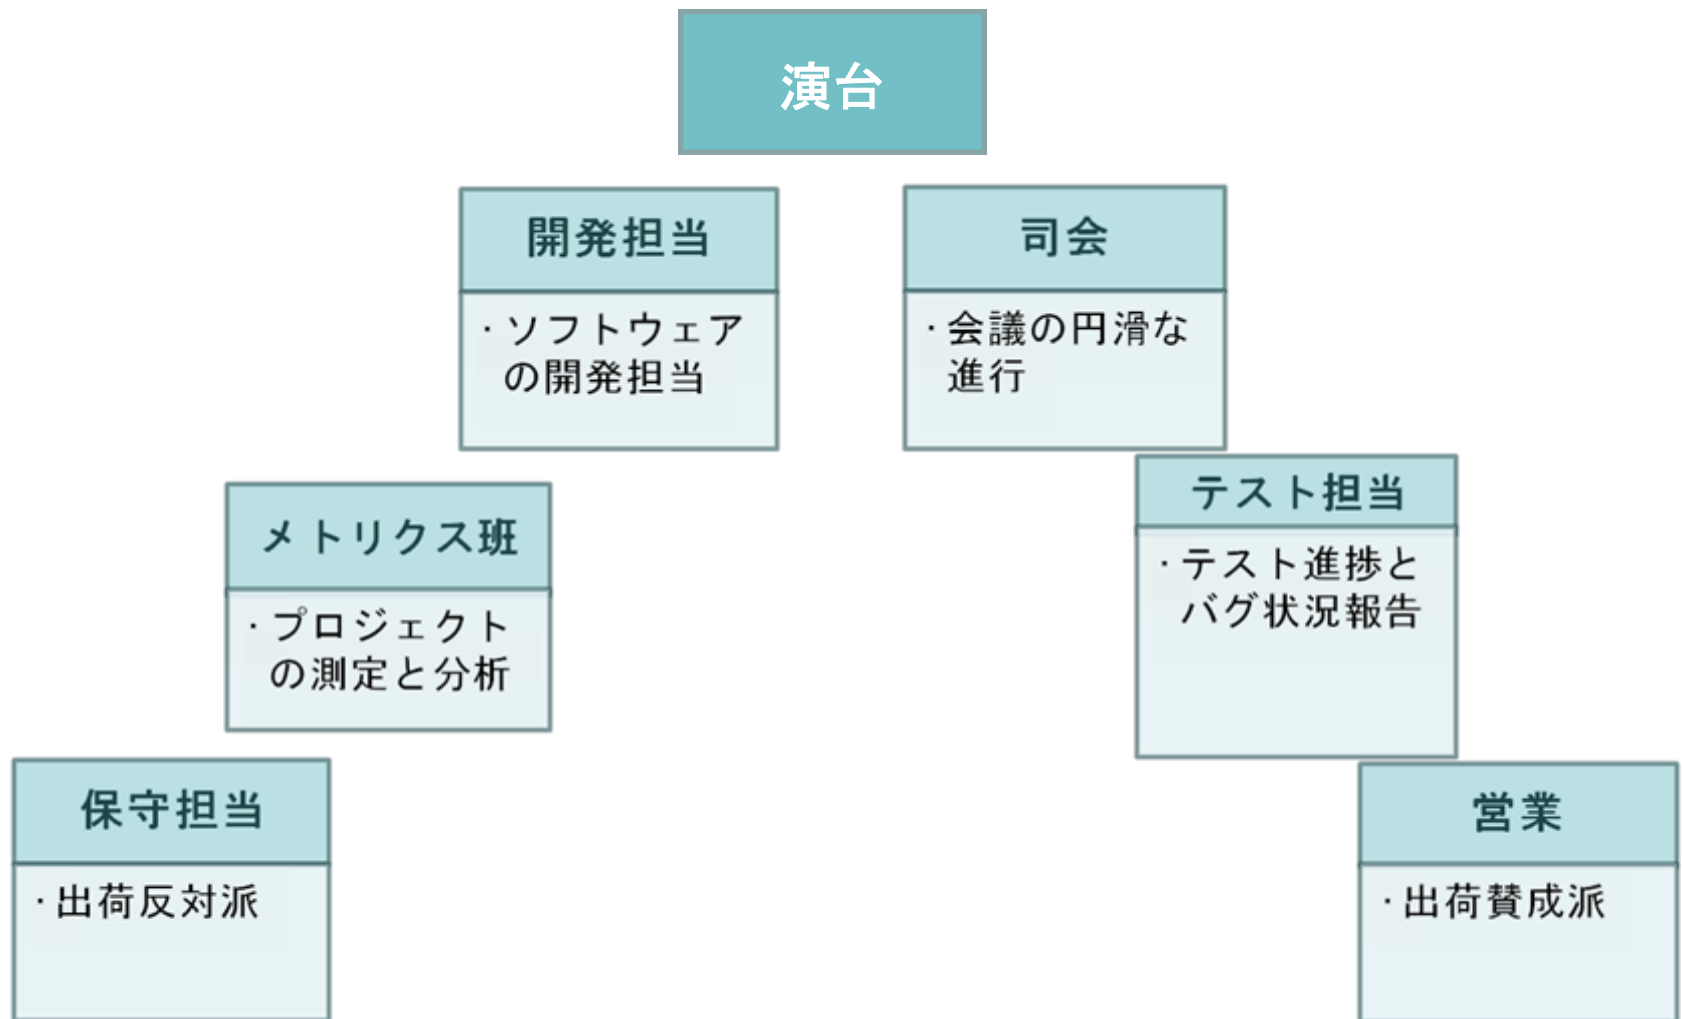 演台
開発担当
・ソフトウェア
の開発担当
司会
・会議の円滑な
進行
メトリクス班
・プロジェクト
の測定と分析
テスト担当
・テスト進捗と
バグ状況報告
保守担当
・出荷反対派
営業
・出荷賛成派